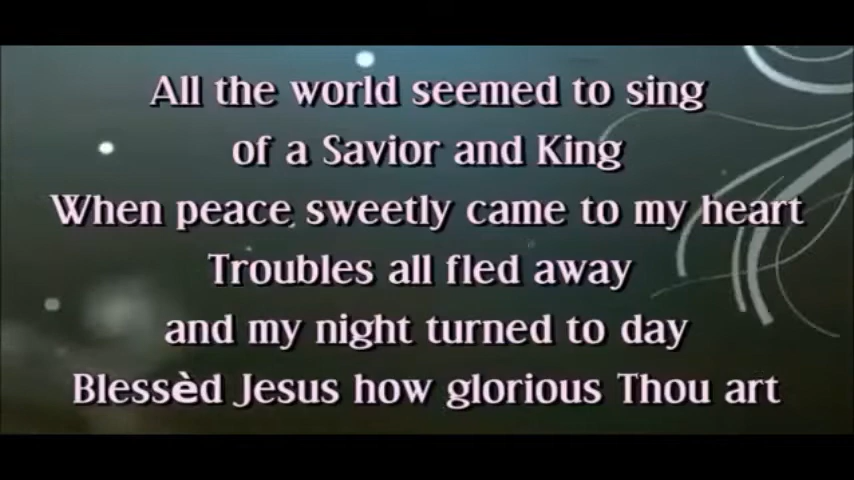 All the world seemed to sing
of a Savior and King
When peace sweetly came to my heart
Troubles all fled away
and my night turned to day
Blessèd Jesus how glorious Thou art